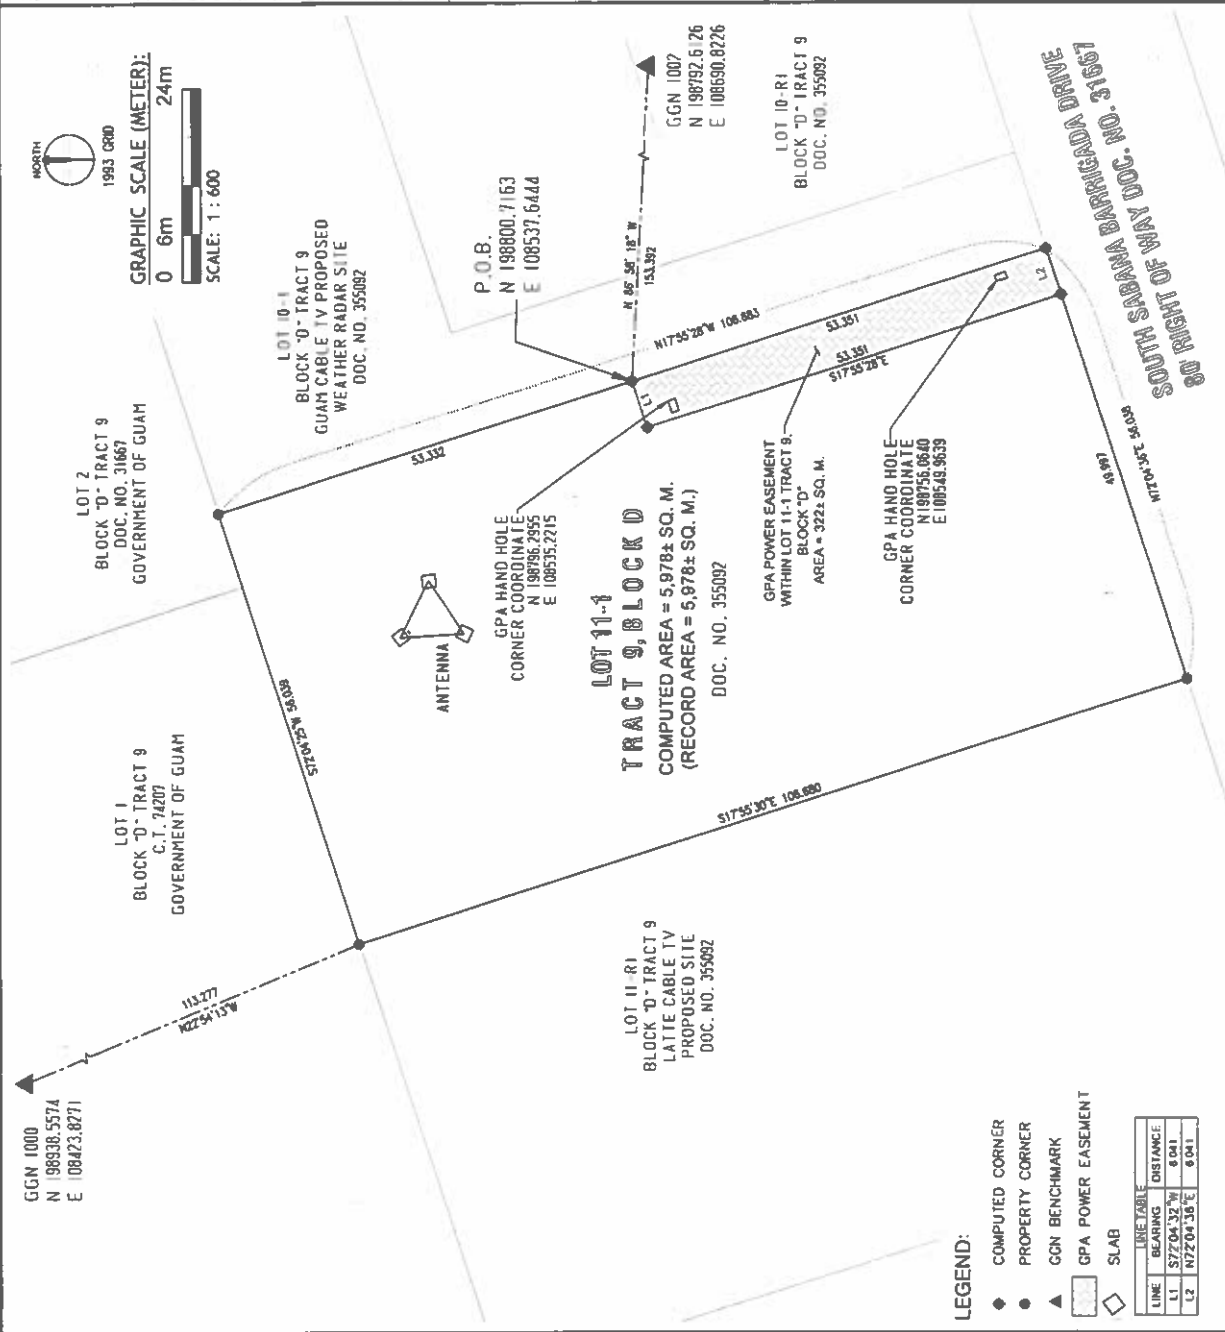 NORTH
1993 GRID
GRAPHIC SCALE (METER):
0 6m 24m
SCALE: 1 : 600
GGN 1000
N 198938.5574
E 108423.8271
113.277
N22°54'13"W
LOT 1
BLOCK "D" TRACT 9
C.T. 74207
GOVERNMENT OF GUAM
LOT 2
BLOCK "D" TRACT 9
DOC. NO. 31667
GOVERNMENT OF GUAM
LOT 10-1
BLOCK "D" TRACT 9
GUAM CABLE TV PROPOSED
WEATHER RADAR SITE
DOC. NO. 355092
S72°04'25"W 56.039
53.332
P.O.B.
N 198800.7163
E 108537.6444
N 86° 58' 18" W
153.392
GGN 1007
N 198792.6126
E 108690.8226
LOT 10-R1
BLOCK "D" TRACT 9
DOC. NO. 355092
ANTENNA
GPA HAND HOLE
CORNER COORDINATE
N 198796.2955
E 108535.2215
LOT 11-1
TRACT 9, BLOCK D
COMPUTED AREA = 5,978± SQ. M.
(RECORD AREA = 5,978± SQ. M.)
DOC. NO. 355092
L1
N17°55'28"W 106.683
53.351
53.351
S17°55'28"E
L2
GPA POWER EASEMENT
WITHIN LOT 11-1 TRACT 9,
BLOCK "D"
AREA = 322± SQ. M.
GPA HAND HOLE
CORNER COORDINATE
N198756.0640
E108549.9639
S17°55'30"E 106.680
49.997
N72°04'36"E 56.038
SOUTH SABANA BARRIGADA DRIVE
80' RIGHT OF WAY DOC. NO. 31667
LOT 11-R1
BLOCK "D" TRACT 9
LATTE CABLE TV
PROPOSED SITE
DOC. NO. 355092
LEGEND:
COMPUTED CORNER
PROPERTY CORNER
GGN BENCHMARK
GPA POWER EASEMENT
SLAB
LINE TABLE
LINE BEARING DISTANCE
L1 S72°04'32"W 6.041
L2 N72°04'36"E 6.041